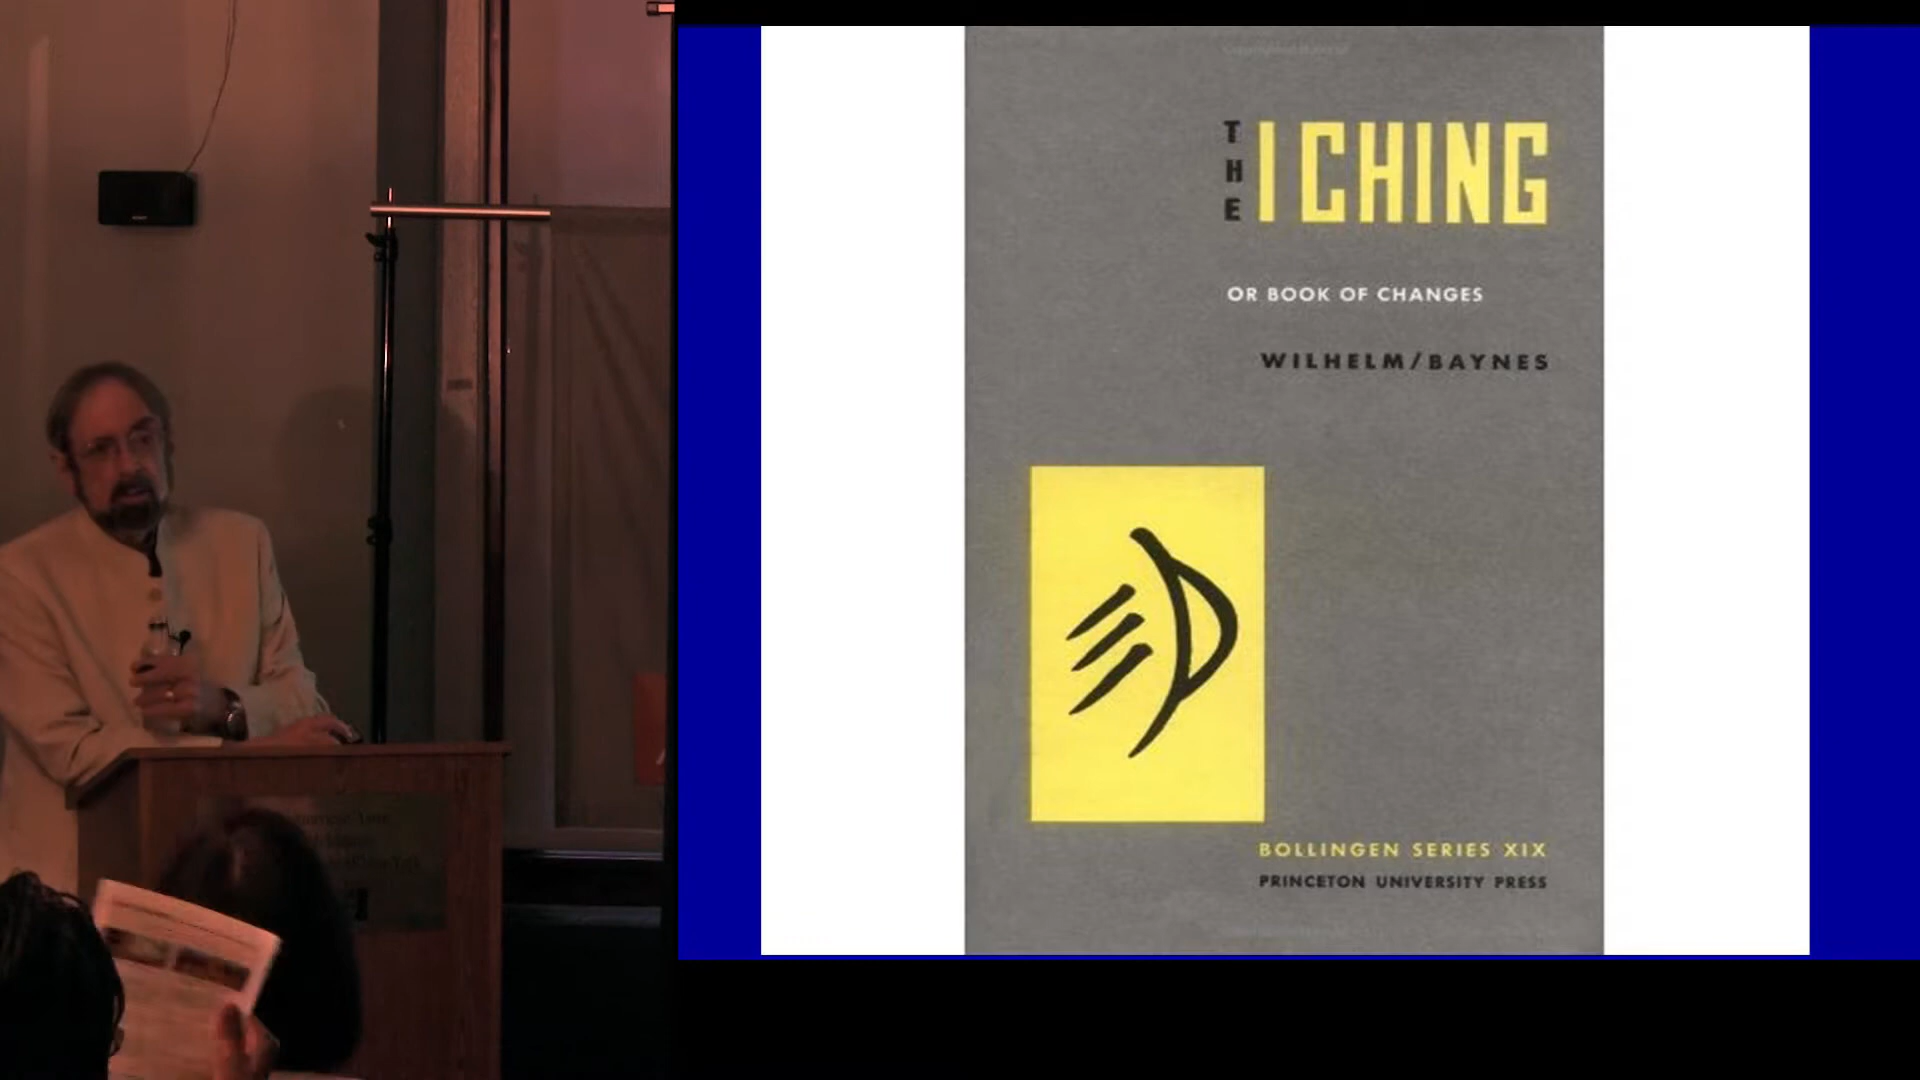 THE I CHING
OR BOOK OF CHANGES
WILHELM/BAYNES
BOLLINGEN SERIES XIX
PRINCETON UNIVERSITY PRESS